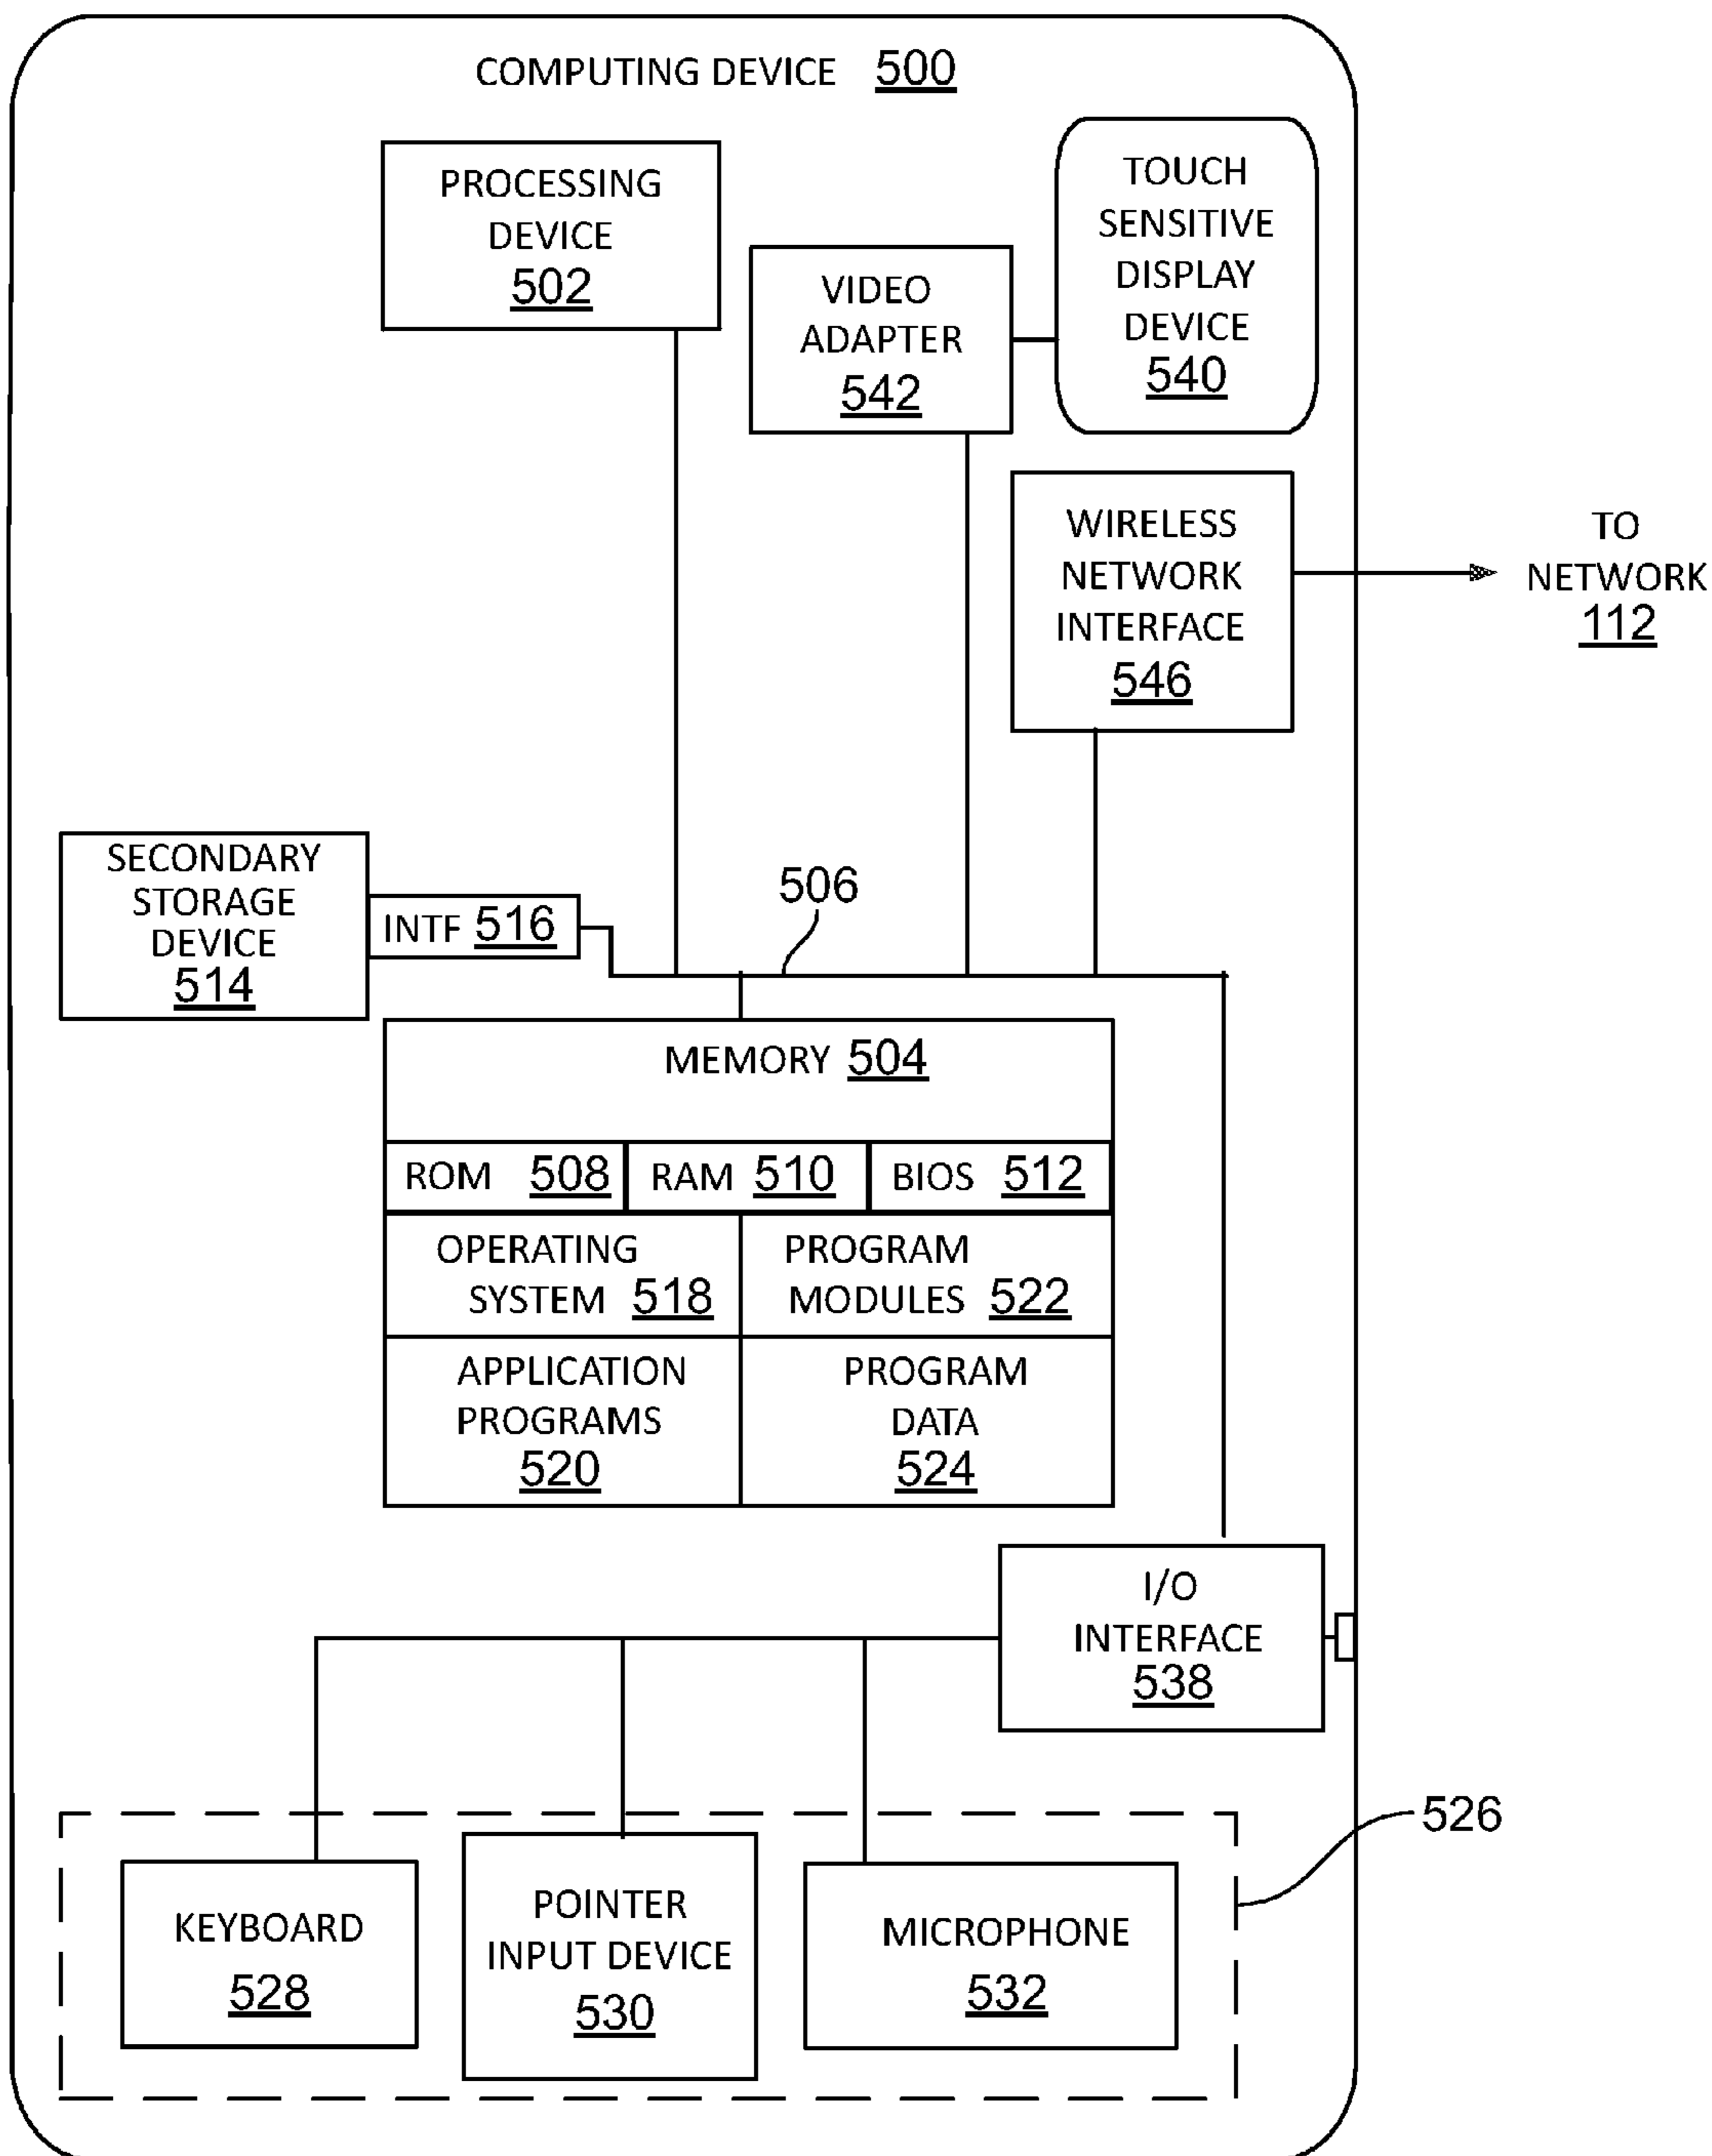 COMPUTING DEVICE 500
PROCESSING
DEVICE
502
VIDEO
ADAPTER
542
TOUCH
SENSITIVE
DISPLAY
DEVICE
540
WIRELESS
NETWORK
INTERFACE
546
TO
NETWORK
112
SECONDARY
STORAGE
DEVICE
514
INTF 516
506
MEMORY 504
ROM 508
RAM 510
BIOS 512
OPERATING
SYSTEM 518
PROGRAM
MODULES 522
APPLICATION
PROGRAMS
520
PROGRAM
DATA
524
I/O
INTERFACE
538
526
KEYBOARD
528
POINTER
INPUT DEVICE
530
MICROPHONE
532